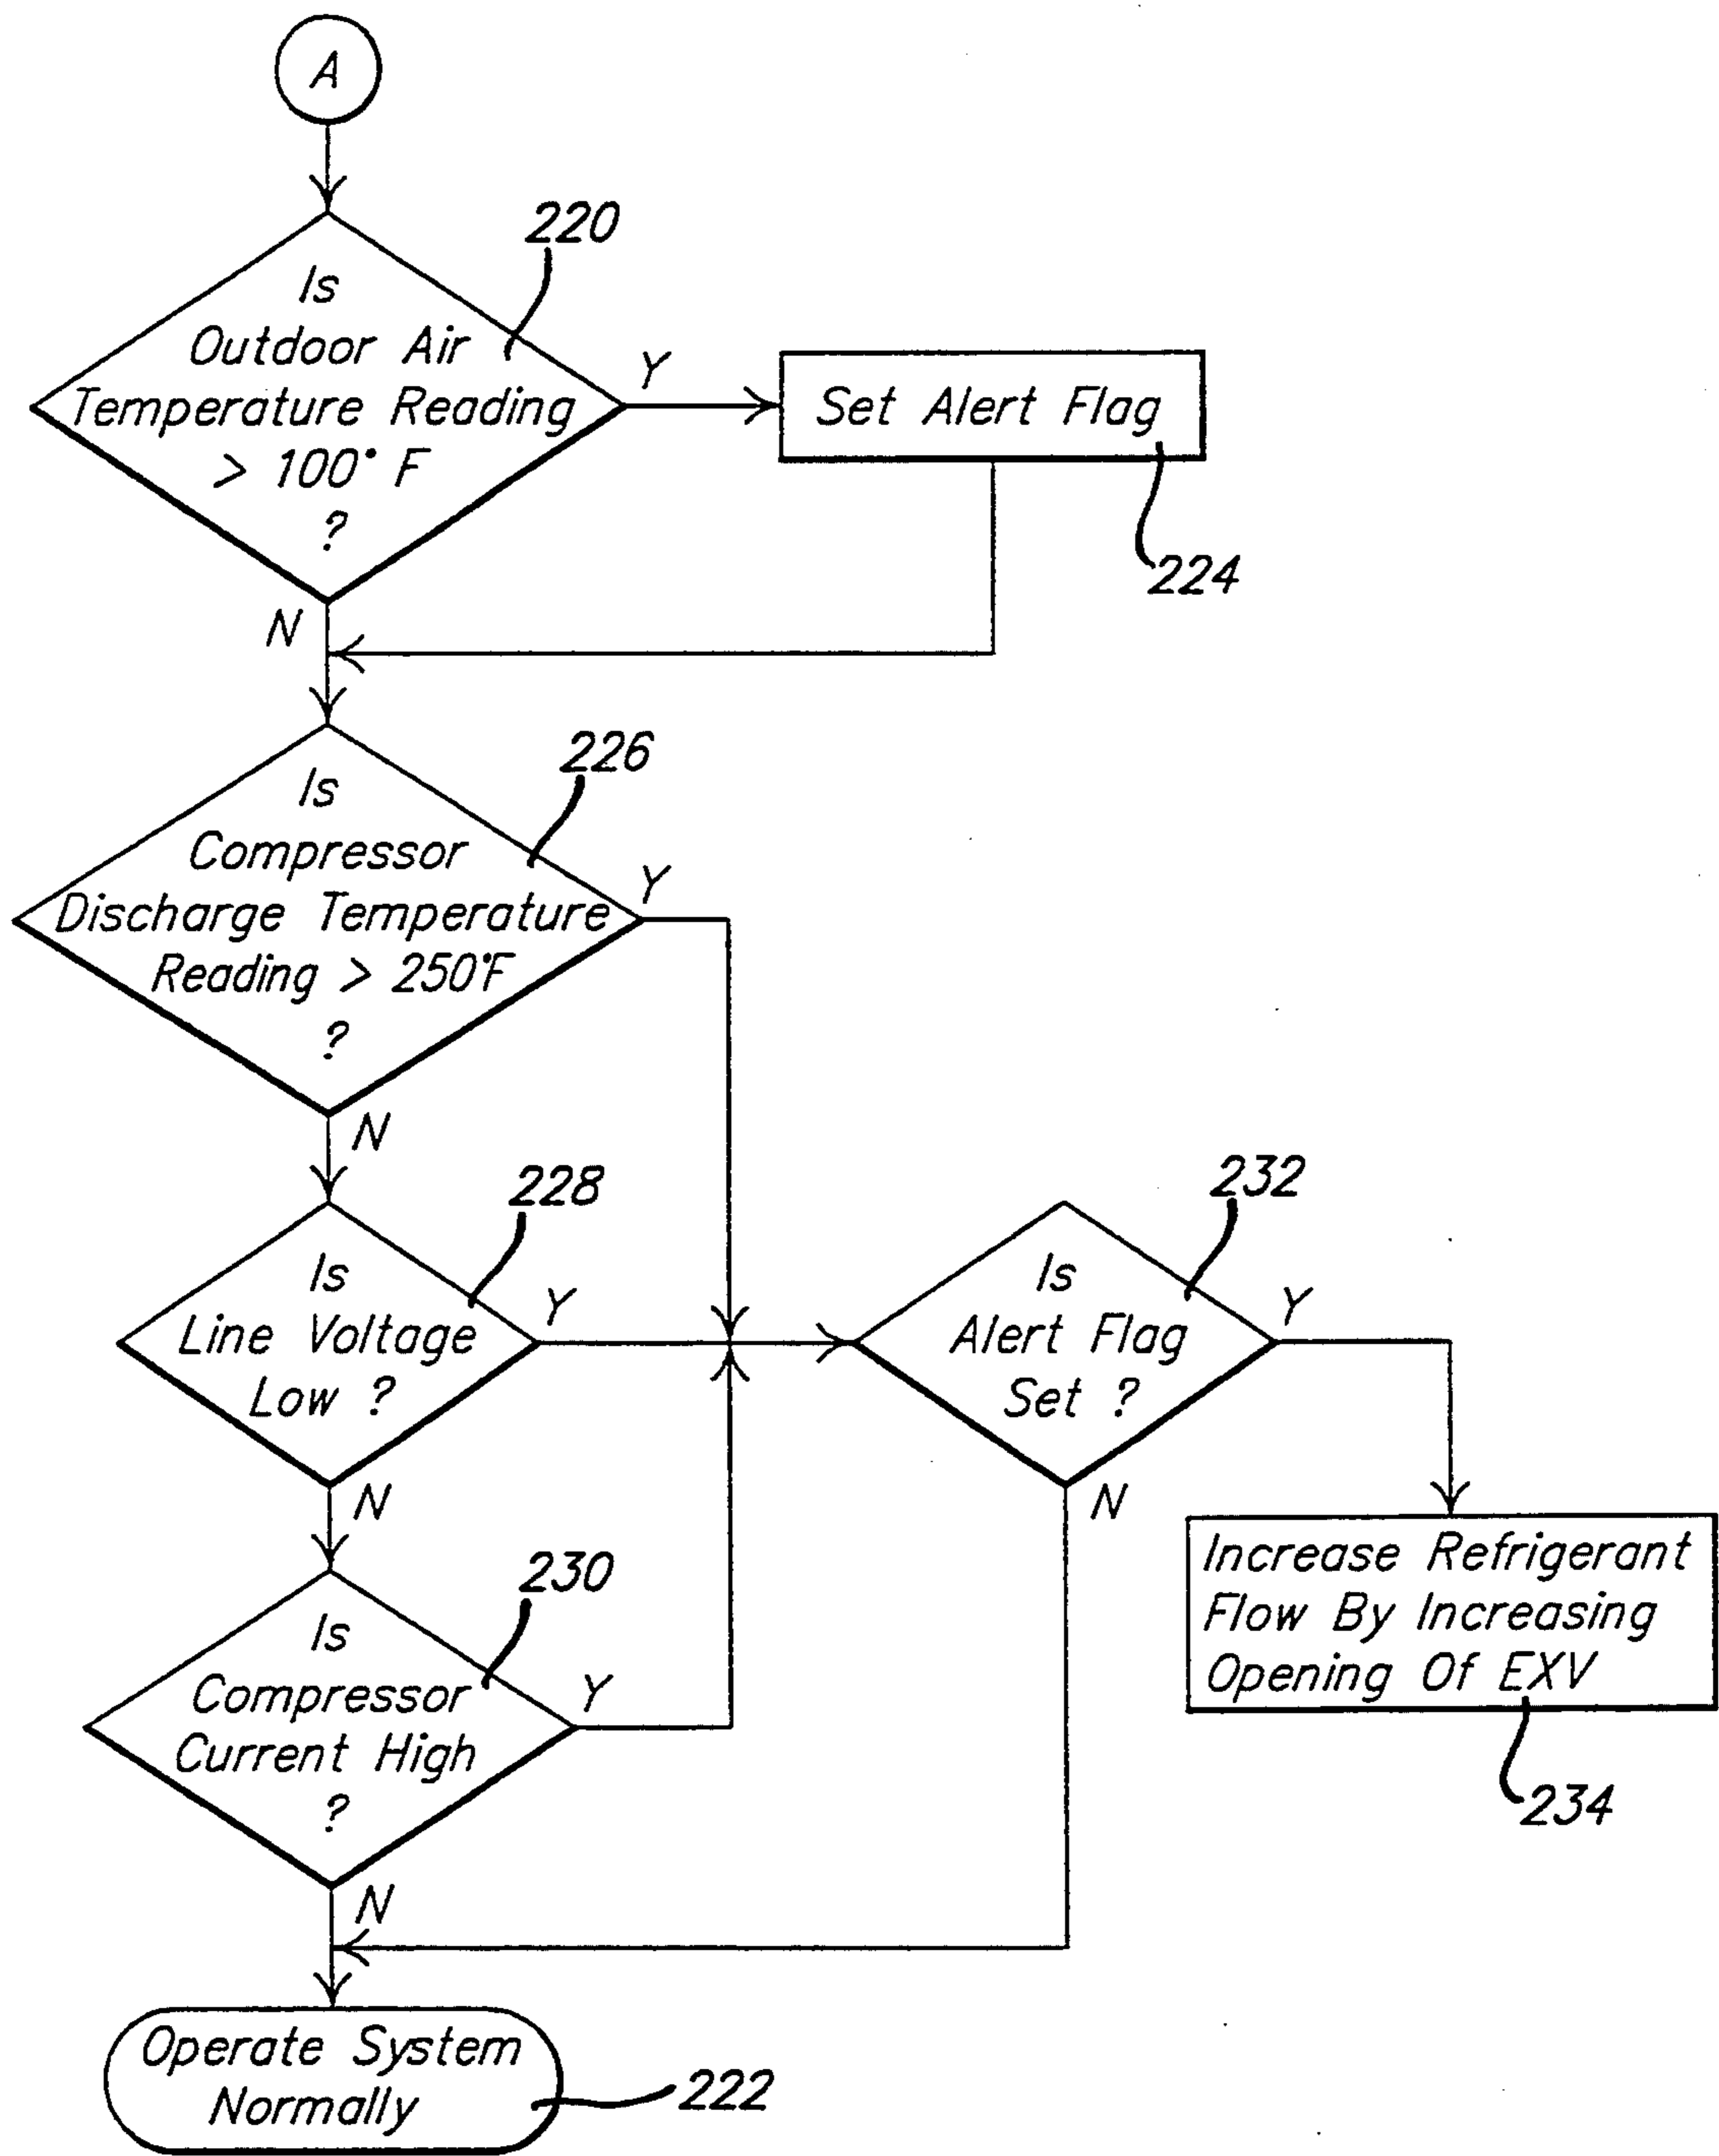 A
220
Is
Outdoor Air
Temperature Reading
> 100° F
?
Y
Set Alert Flag
224
N
226
Is
Compressor
Discharge Temperature
Reading > 250°F
?
Y
N
228
Is
Line Voltage
Low ?
Y
232
Is
Alert Flag
Set ?
Y
N
N
230
Is
Compressor
Current High
?
Y
Increase Refrigerant
Flow By Increasing
Opening Of EXV
234
N
Operate System
Normally
222